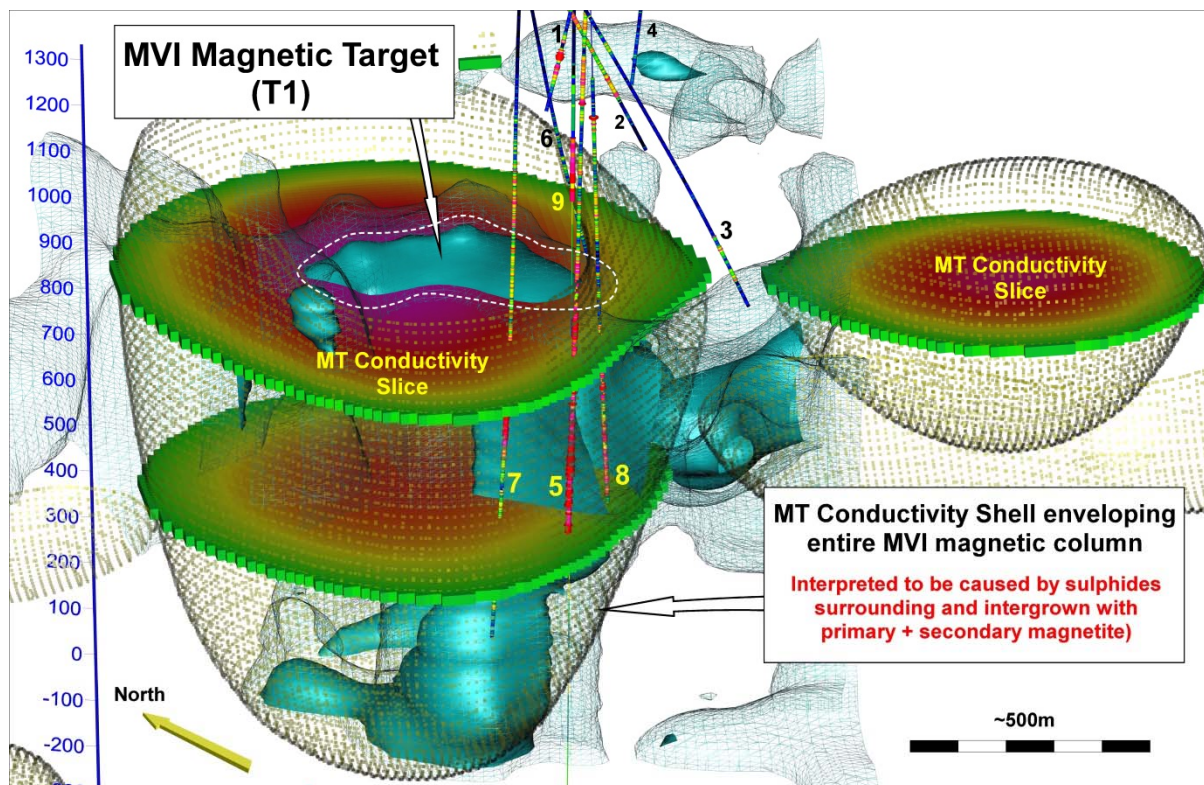 MVI Magnetic Target
(T1)
1300
1200
1100
1000
900
800
700
600
500
400
300
200
100
0
-100
-200
1
4
2
6
9
3
MT Conductivity
Slice
MT Conductivity
Slice
7
5
8
MT Conductivity Shell enveloping
entire MVI magnetic column
Interpreted to be caused by sulphides
surrounding and intergrown with
primary + secondary magnetite)
North
~500m